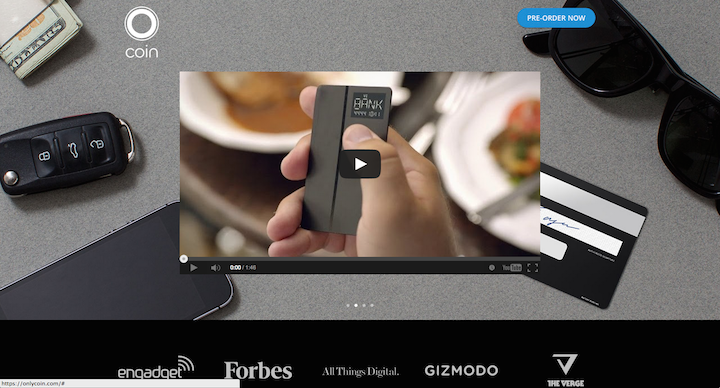 DOLLARS
coin
PRE-ORDER NOW
BANK
0:00 / 1:46
YouTube
engadget
Forbes
All Things Digital.
GIZMODO
THE VERGE
https://onlycoin.com/#